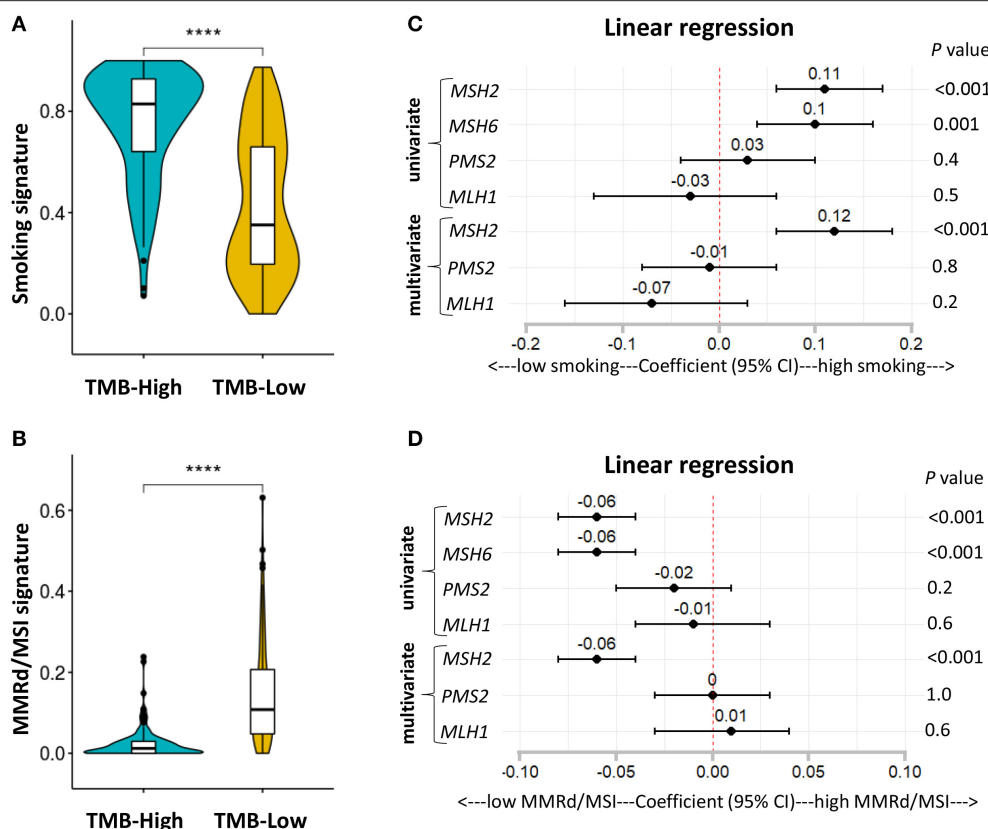 A
****
Smoking signature
0.8
0.4
0.0
TMB-High TMB-Low
B
****
MMRd/MSI signature
0.6
0.4
0.2
0.0
TMB-High TMB-Low
C
Linear regression
P value
univariate
MSH2 0.11 <0.001
MSH6 0.1 0.001
PMS2 0.03 0.4
MLH1 -0.03 0.5
multivariate
MSH2 0.12 <0.001
PMS2 -0.01 0.8
MLH1 -0.07 0.2
-0.2 -0.1 0.0 0.1 0.2
<---low smoking---Coefficient (95% CI)---high smoking--->
D
Linear regression
P value
univariate
MSH2 -0.06 <0.001
MSH6 -0.06 <0.001
PMS2 -0.02 0.2
MLH1 -0.01 0.6
multivariate
MSH2 -0.06 <0.001
PMS2 0 1.0
MLH1 0.01 0.6
-0.10 -0.05 0.00 0.05 0.10
<---low MMRd/MSI---Coefficient (95% CI)---high MMRd/MSI--->